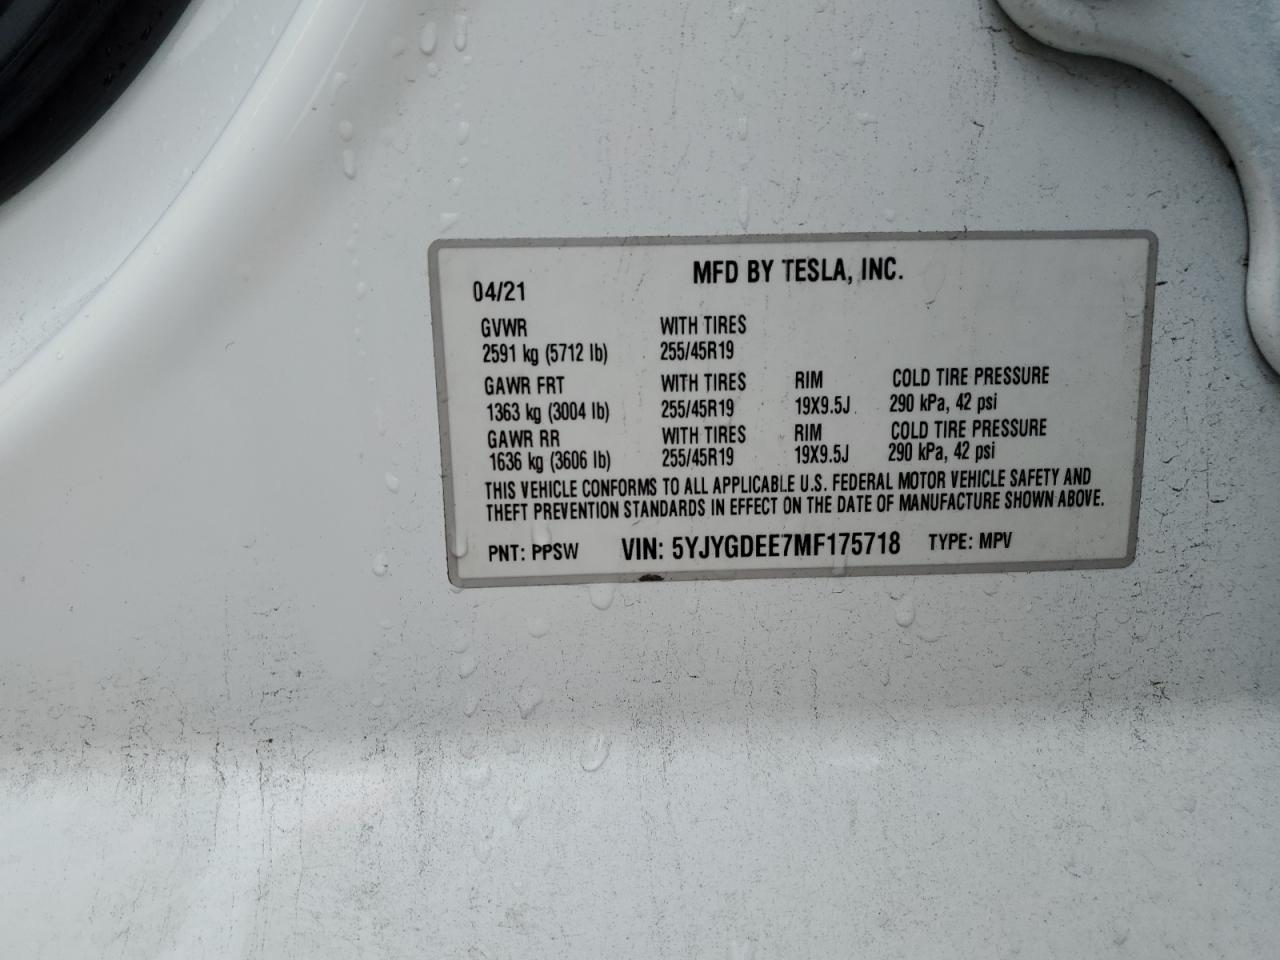 MFD BY TESLA, INC.
04/21
GVWR WITH TIRES
2591 kg (5712 lb) 255/45R19
GAWR FRT WITH TIRES RIM COLD TIRE PRESSURE
1363 kg (3004 lb) 255/45R19 19X9.5J 290 kPa, 42 psi
GAWR RR WITH TIRES RIM COLD TIRE PRESSURE
1636 kg (3606 lb) 255/45R19 19X9.5J 290 kPa, 42 psi
THIS VEHICLE CONFORMS TO ALL APPLICABLE U.S. FEDERAL MOTOR VEHICLE SAFETY AND
THEFT PREVENTION STANDARDS IN EFFECT ON THE DATE OF MANUFACTURE SHOWN ABOVE.
PNT: PPSW VIN: 5YJYGDEE7MF175718 TYPE: MPV